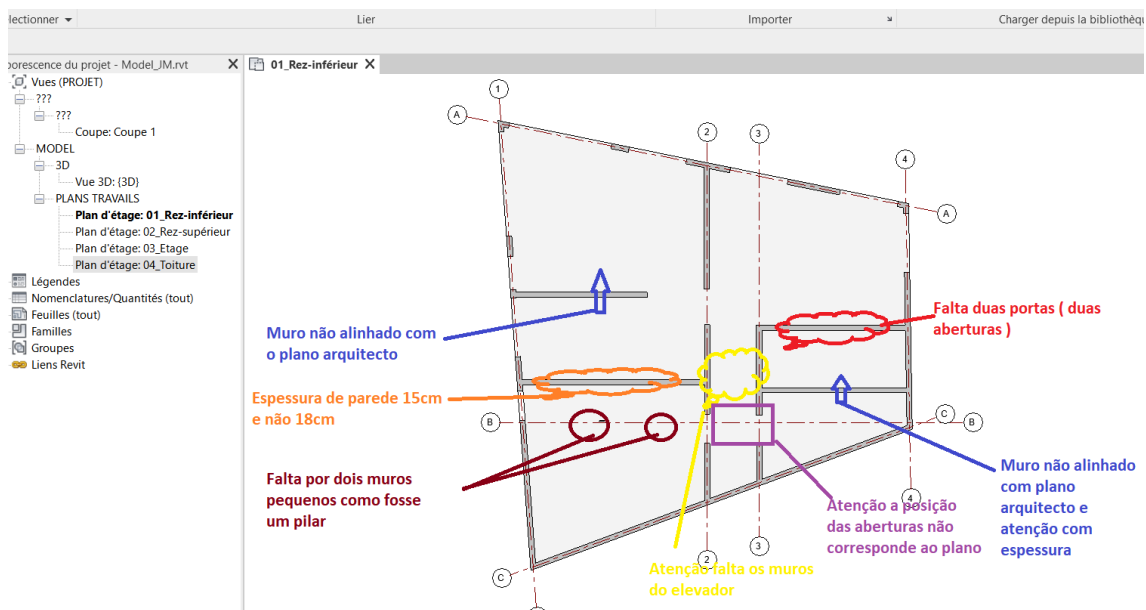 électionner
Lier
Importer
Charger depuis la bibliothèqu
orescence du projet - Model_JM.rvt
01_Rez-inférieur
Vues (PROJET)
???
???
Coupe: Coupe 1
MODEL
3D
Vue 3D: {3D}
PLANS TRAVAILS
Plan d'étage: 01_Rez-inférieur
Plan d'étage: 02_Rez-supérieur
Plan d'étage: 03_Etage
Plan d'étage: 04_Toiture
Légendes
Nomenclatures/Quantités (tout)
Feuilles (tout)
Familles
Groupes
Liens Revit
1
A
2
3
4
A
Falta duas portas ( duas
aberturas )
Muro não alinhado com
o plano arquitecto
Espessura de parede 15cm
e não 18cm
B
C
B
Falta por dois muros
pequenos como fosse
um pilar
Muro não alinhado
com plano
arquitecto e
atenção com
espessura
4
Atenção a posição
das aberturas não
corresponde ao plano
3
2
Atenção falta os muros
do elevador
C